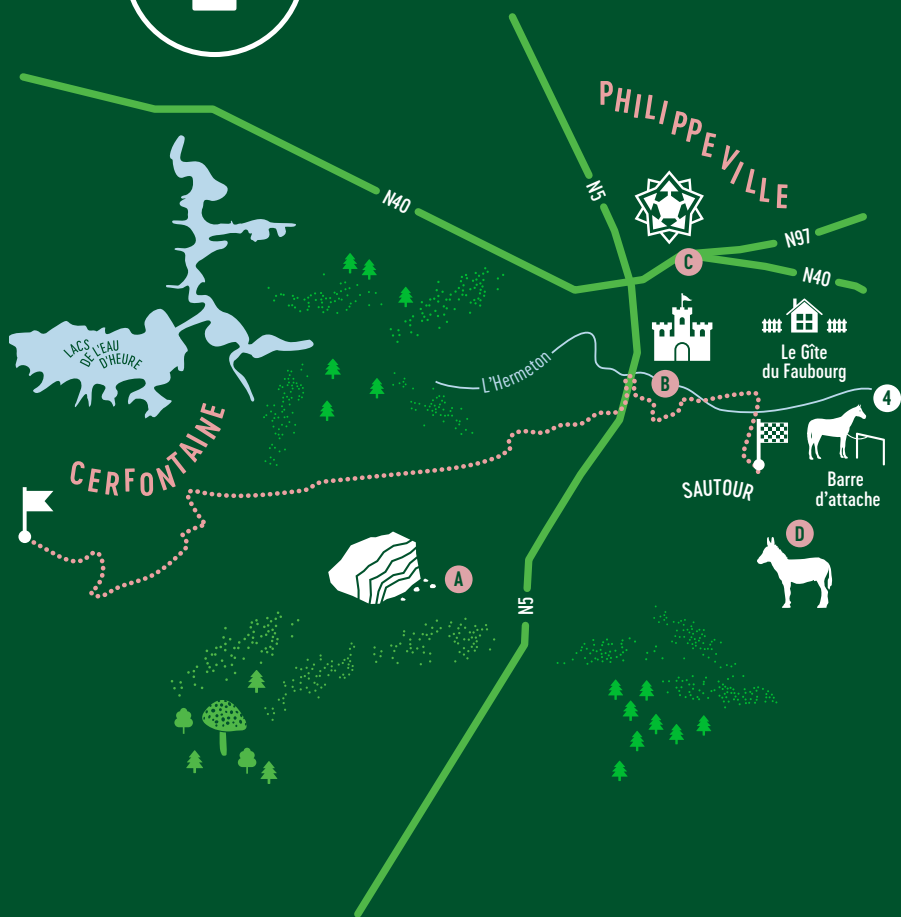 PHILIPPEVILLE
N5
N40
N97
C
N40
LACS
DE L'EAU
D'HEURE
Le Gîte
du Faubourg
L'Hermeton
B
4
CERFONTAINE
SAUTOUR
Barre
d'attache
D
A
N5